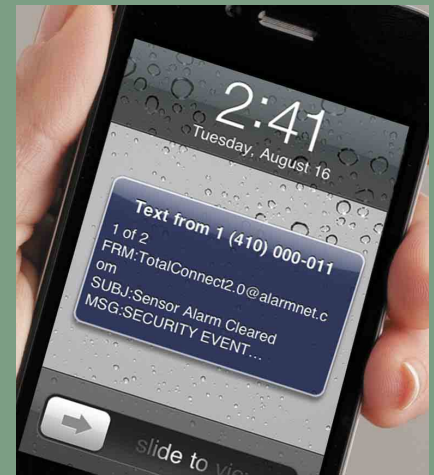 2:41
Tuesday, August 16
Text from 1 (410) 000-011
1 of 2
FRM:TotalConnect2.0@alarmnet.c
om
SUBJ:Sensor Alarm Cleared
MSG:SECURITY EVENT...
slide to view